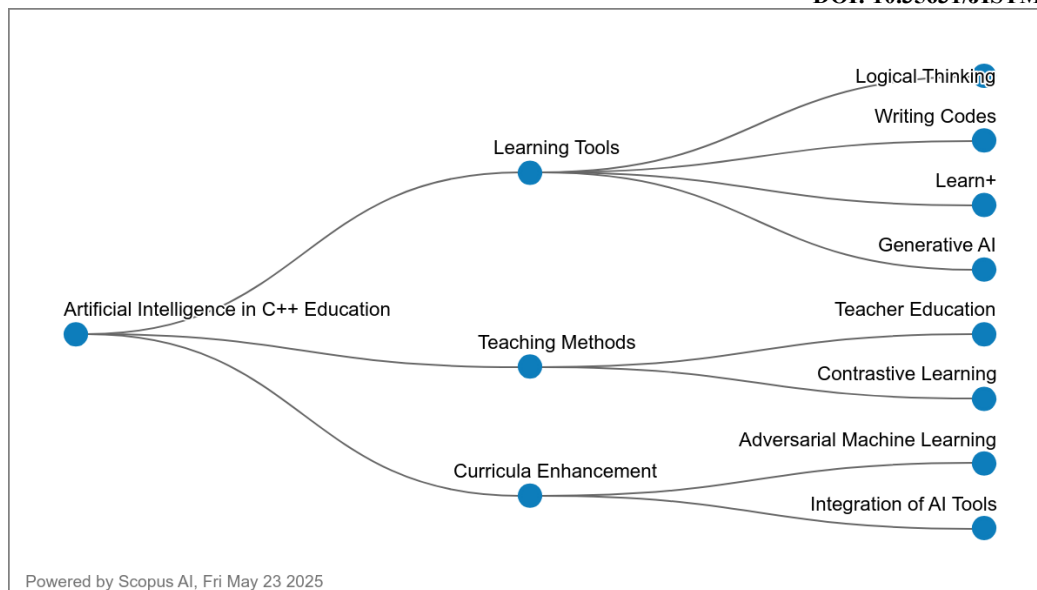 Logical Thinking
Writing Codes
Learning Tools
Learn+
Generative AI
Artificial Intelligence in C++ Education
Teacher Education
Teaching Methods
Contrastive Learning
Adversarial Machine Learning
Curricula Enhancement
Integration of AI Tools
Powered by Scopus AI, Fri May 23 2025